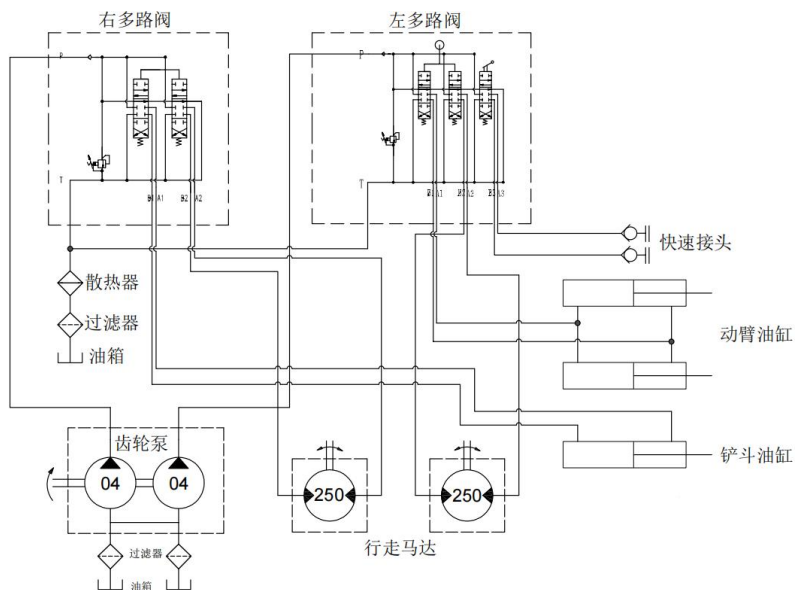 右多路阀
左多路阀
P
P
T
T
B1 A1
B2 A2
B1 A1
B2 A2
B3 A3
快速接头
散热器
过滤器
油箱
动臂油缸
齿轮泵
铲斗油缸
04
04
250
250
过滤器
行走马达
油箱